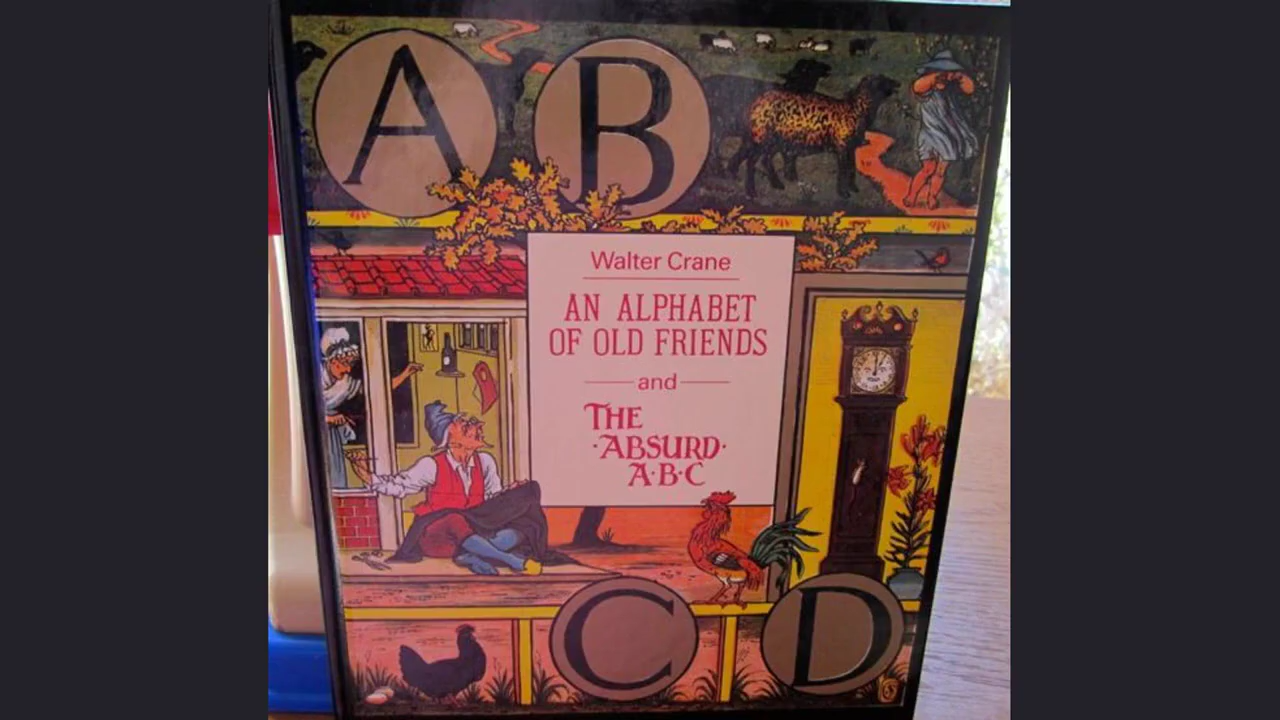 A B
Walter Crane
AN ALPHABET
OF OLD FRIENDS
and
THE
·ABSURD·
A·B·C
C D